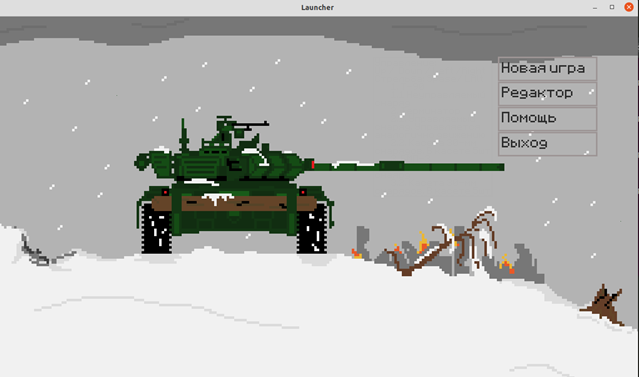 Launcher
Новая игра
Редактор
Помощь
Выход